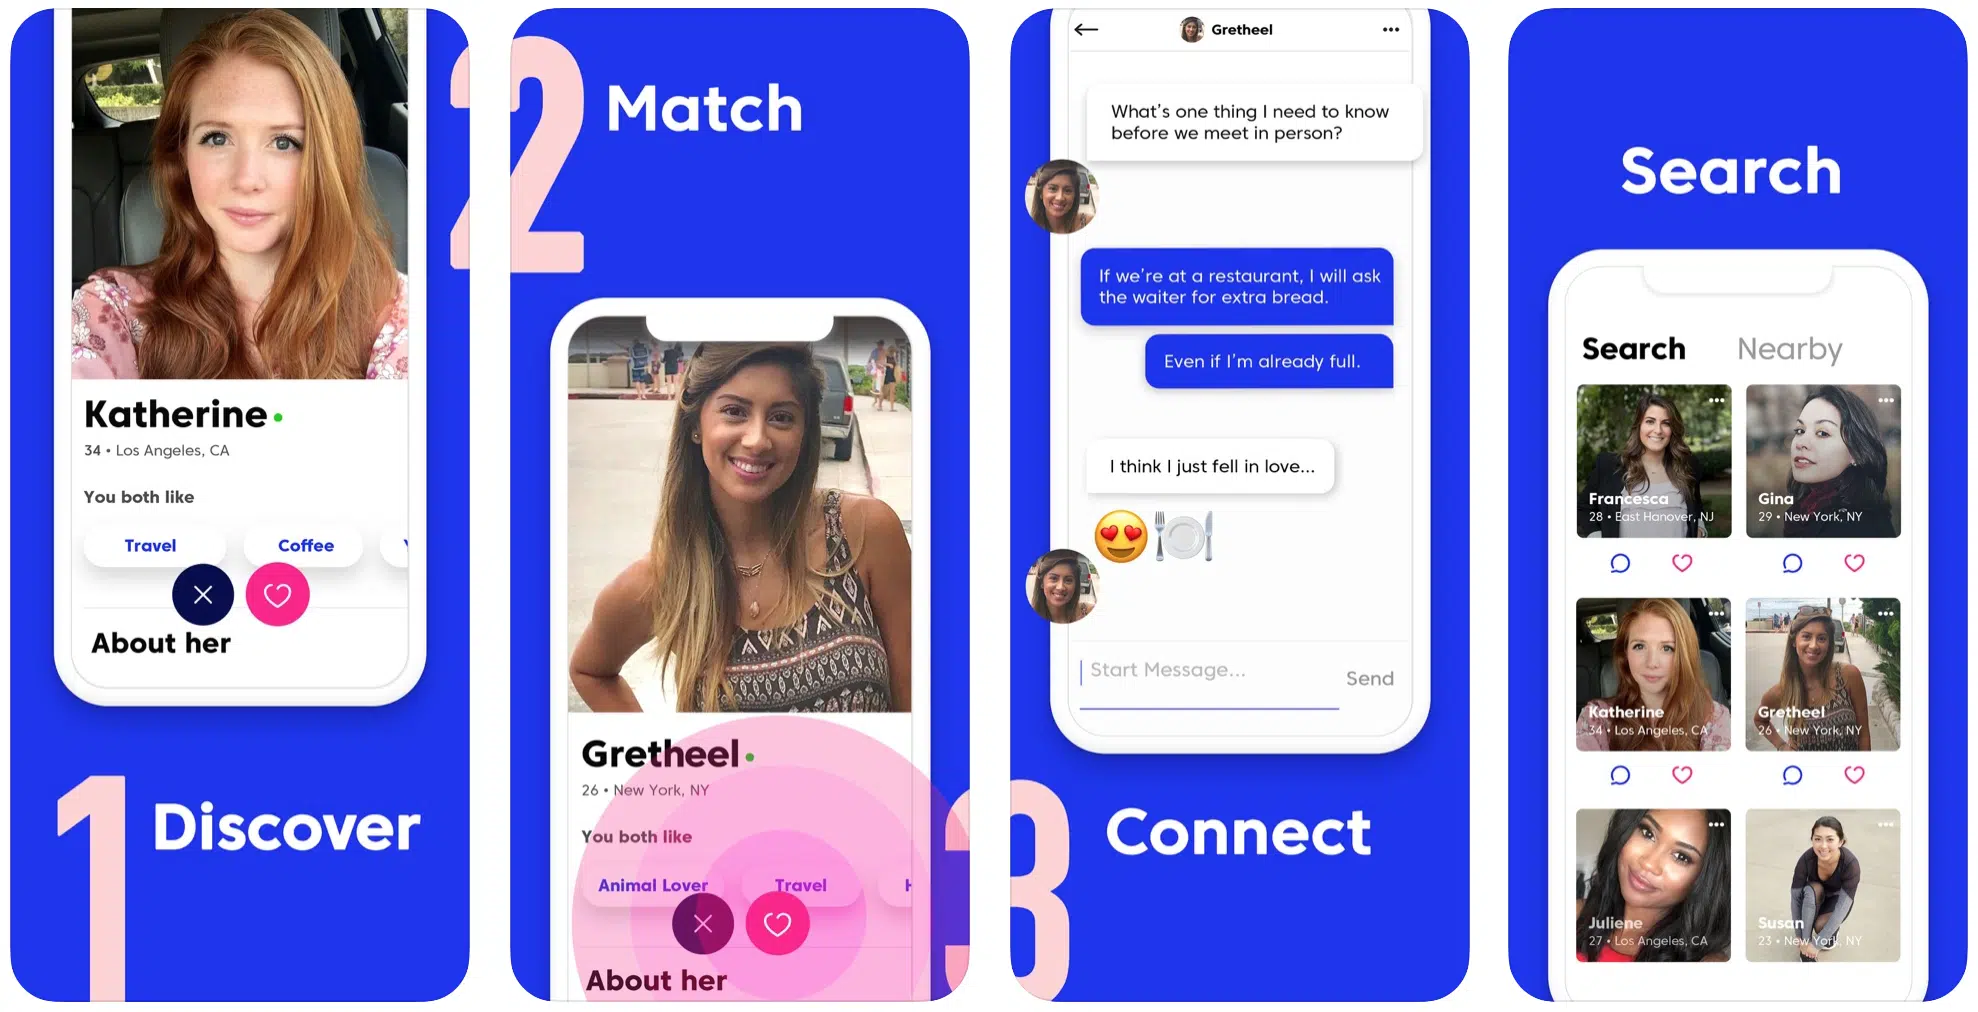 Katherine
34 • Los Angeles, CA
You both like
Travel
Coffee
About her
1
Discover
2
Match
Gretheel
26 • New York, NY
You both like
Animal Lover
Travel
H
About her
Gretheel
What's one thing I need to know
before we meet in person?
If we're at a restaurant, I will ask
the waiter for extra bread.
Even if I'm already full.
I think I just fell in love...
😍🍽️
Start Message...
Send
3
Connect
Search
Search
Nearby
Francesca
28 • East Hanover, NJ
Gina
29 • New York, NY
Katherine
34 • Los Angeles, CA
Gretheel
26 • New York, NY
Juliene
27 • Los Angeles, CA
Susan
23 • New York, NY